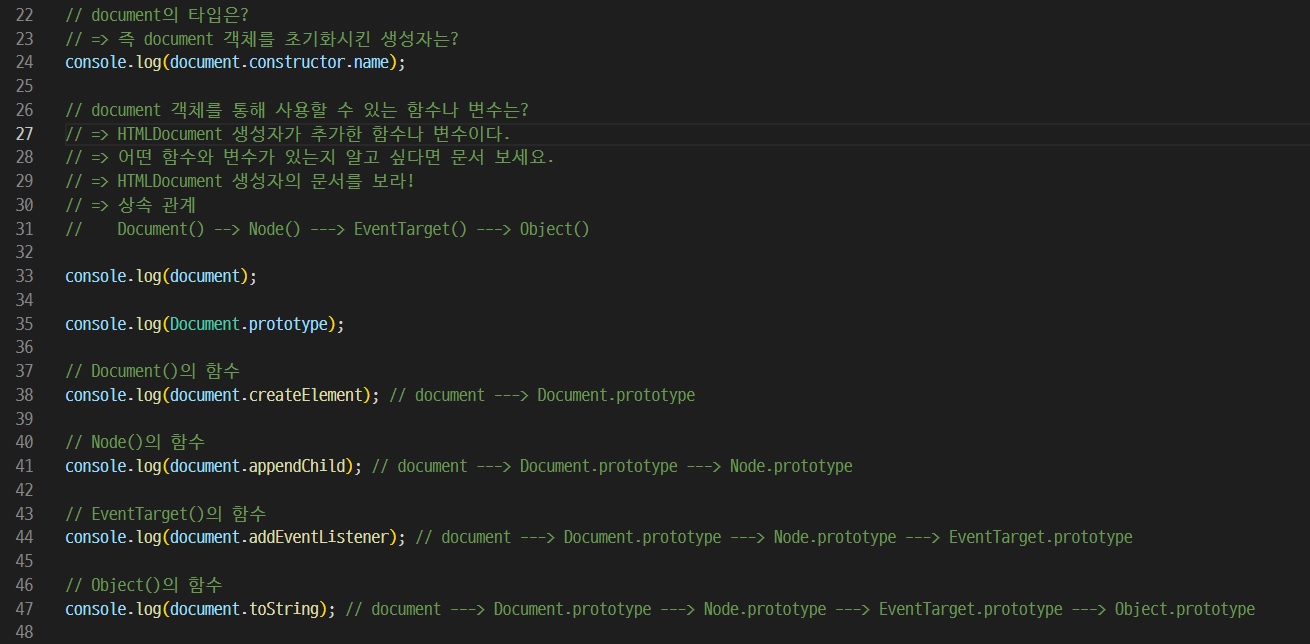 22 // document의 타입은?
23 // => 즉 document 객체를 초기화시킨 생성자는?
24 console.log(document.constructor.name);
25
26 // document 객체를 통해 사용할 수 있는 함수나 변수는?
27 // => HTMLDocument 생성자가 추가한 함수나 변수이다.
28 // => 어떤 함수와 변수가 있는지 알고 싶다면 문서 보세요.
29 // => HTMLDocument 생성자의 문서를 보라!
30 // => 상속 관계
31 //    Document() --> Node() ---> EventTarget() ---> Object()
32
33 console.log(document);
34
35 console.log(Document.prototype);
36
37 // Document()의 함수
38 console.log(document.createElement); // document ---> Document.prototype
39
40 // Node()의 함수
41 console.log(document.appendChild); // document ---> Document.prototype ---> Node.prototype
42
43 // EventTarget()의 함수
44 console.log(document.addEventListener); // document ---> Document.prototype ---> Node.prototype ---> EventTarget.prototype
45
46 // Object()의 함수
47 console.log(document.toString); // document ---> Document.prototype ---> Node.prototype ---> EventTarget.prototype ---> Object.prototype
48